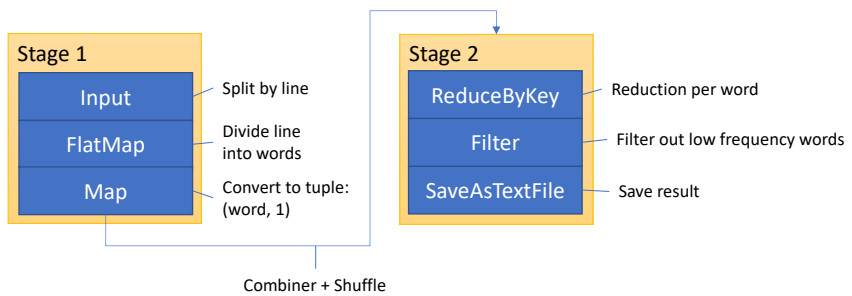 Stage 1
Input
Split by line
FlatMap
Divide line
into words
Map
Convert to tuple:
(word, 1)
Stage 2
ReduceByKey
Reduction per word
Filter
Filter out low frequency words
SaveAsTextFile
Save result
Combiner + Shuffle